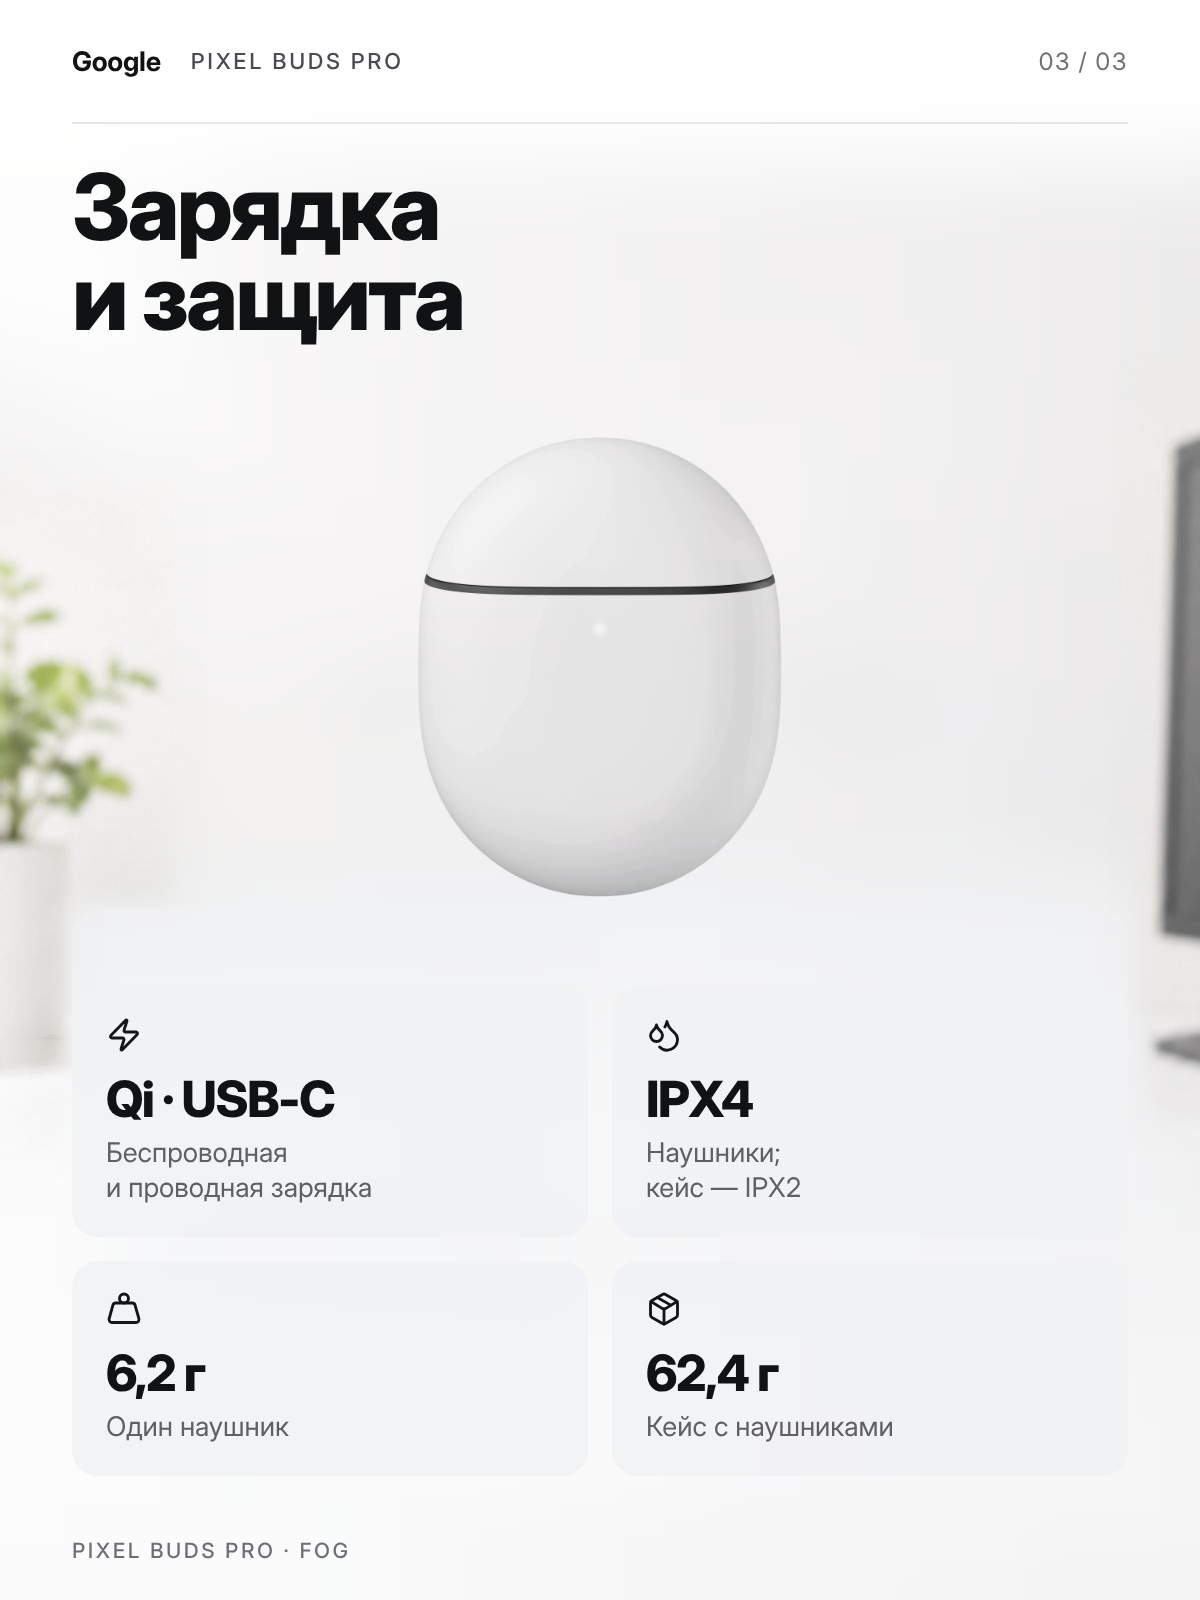 Google PIXEL BUDS PRO 03 / 03
Зарядка
и защита
Qi · USB-C
Беспроводная
и проводная зарядка
IPX4
Наушники;
кейс — IPX2
6,2 г
Один наушник
62,4 г
Кейс с наушниками
PIXEL BUDS PRO · FOG